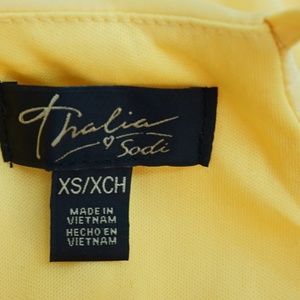 Thalia
Sodi
XS/XCH
MADE IN
VIETNAM
HECHO EN
VIETNAM